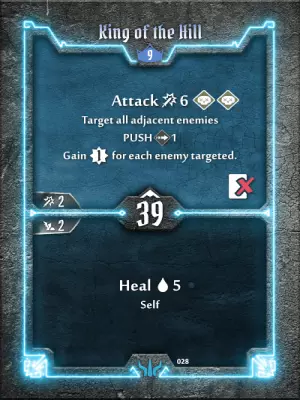 King of the Hill
9
Attack 6
Target all adjacent enemies
PUSH 1
Gain 1 for each enemy targeted.
2
39
2
Heal 5
Self
028